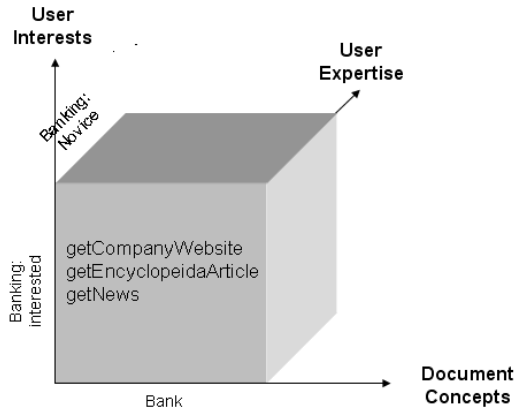 User
Interests
User
Expertise
Banking:
Novice
getCompanyWebsite
getEncyclopeidaArticle
getNews
Banking:
interested
Bank
Document
Concepts